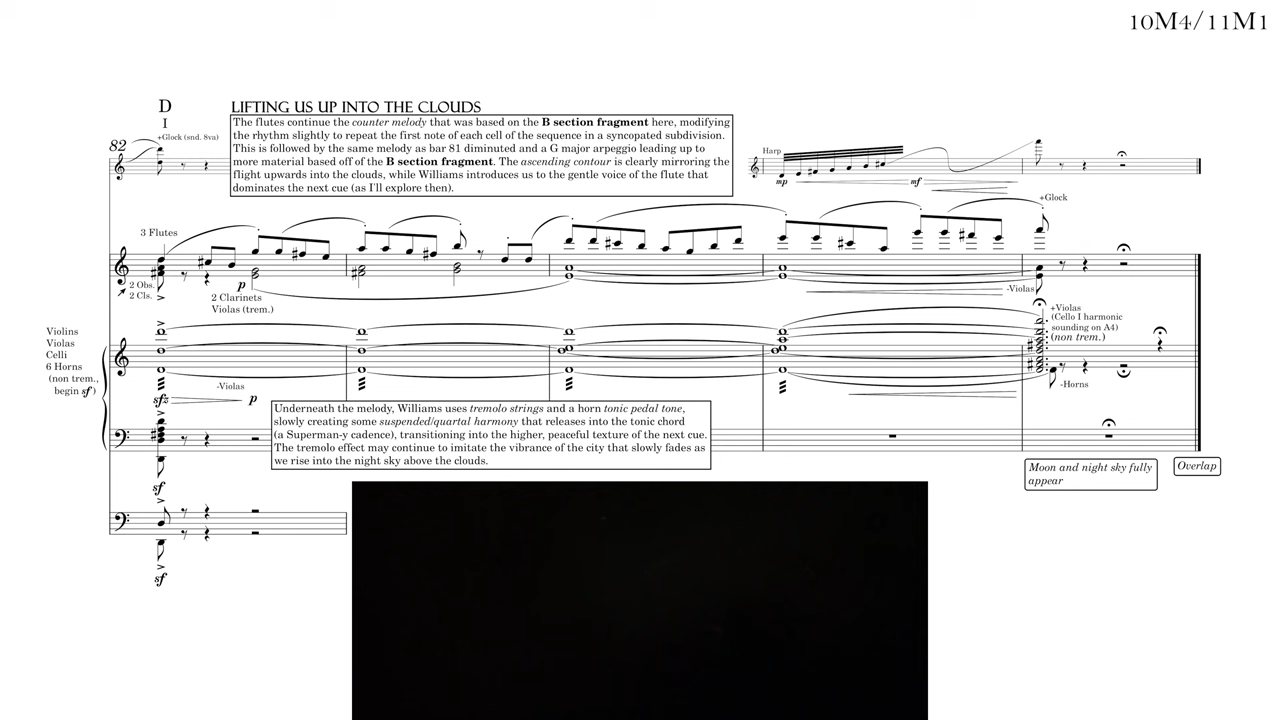 10M4/11M1
D
LIFTING US UP INTO THE CLOUDS
I
The flutes continue the counter melody that was based on the B section fragment here, modifying
the rhythm slightly to repeat the first note of each cell of the sequence in a syncopated subdivision.
This is followed by the same melody as bar 81 diminuted and a G major arpeggio leading up to
more material based off of the B section fragment. The ascending contour is clearly mirroring the
flight upwards into the clouds, while Williams introduces us to the gentle voice of the flute that
dominates the next cue (as I'll explore then).
82
+Glock (snd. 8va)
Harp
mp
mf
+Glock
3 Flutes
2 Obs.
2 Cls.
p
2 Clarinets
Violas (trem.)
-Violas
+Violas
(Cello I harmonic
sounding on A4)
(non trem.)
Violins
Violas
Celli
6 Horns
(non trem.,
begin sf)
-Violas
-Horns
sfz
p
Underneath the melody, Williams uses tremolo strings and a horn tonic pedal tone,
slowly creating some suspended/quartal harmony that releases into the tonic chord
(a Superman-y cadence), transitioning into the higher, peaceful texture of the next cue.
The tremolo effect may continue to imitate the vibrance of the city that slowly fades as
we rise into the night sky above the clouds.
Moon and night sky fully
appear
Overlap
sf
sf